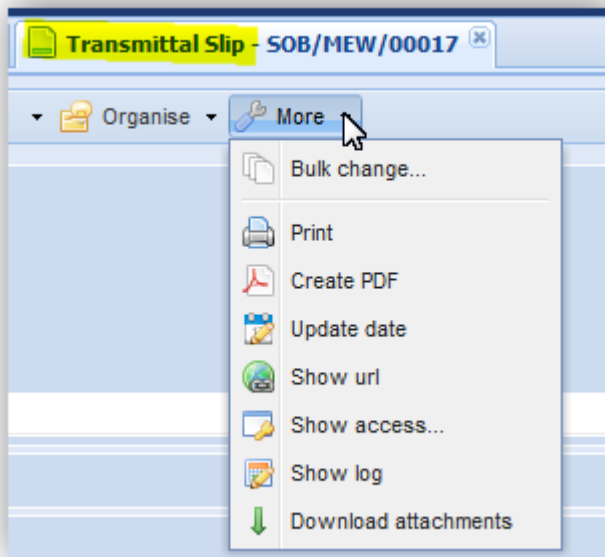 Transmittal Slip - SOB/MEW/00017
Organise More
Bulk change...
Print
Create PDF
Update date
Show url
Show access...
Show log
Download attachments